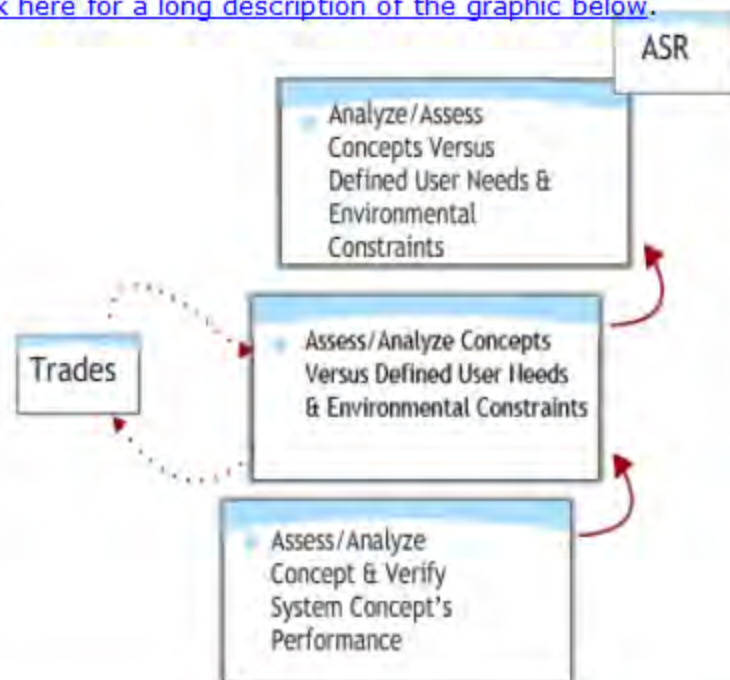 k here for a long description of the graphic below.
ASR
Analyze/Assess
Concepts Versus
Defined User Needs &
Environmental
Constraints
Trades
Assess/Analyze Concepts
Versus Defined User Needs
& Environmental Constraints
Assess/Analyze
Concept & Verify
System Concept's
Performance